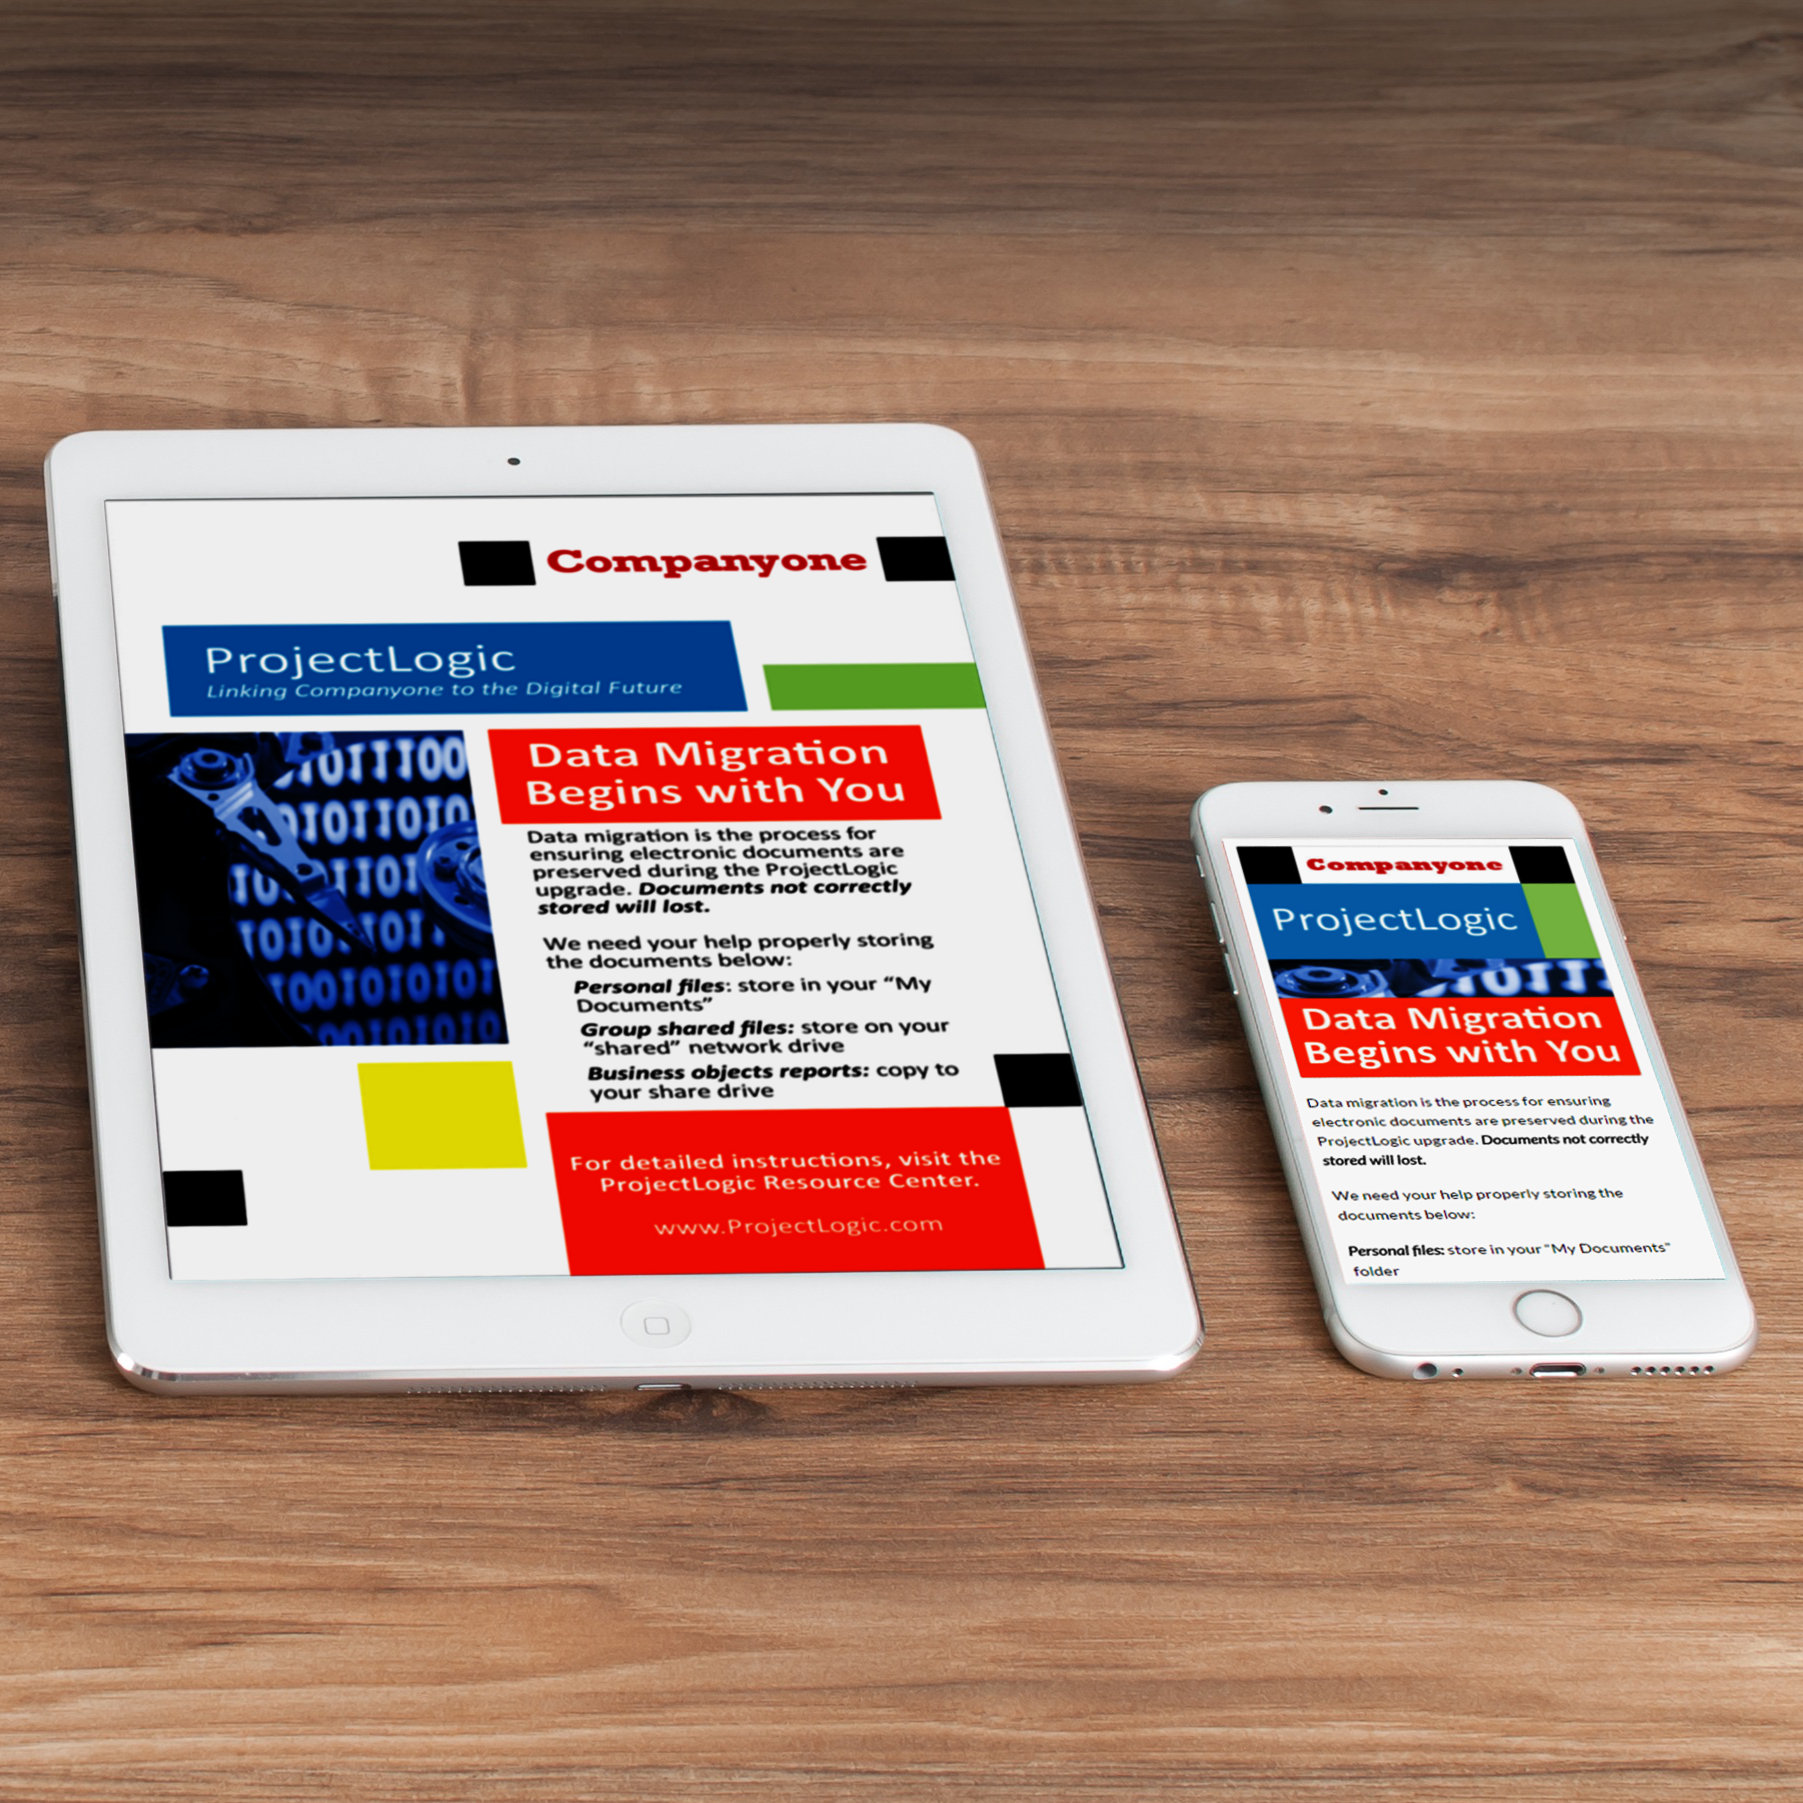 Companyone
ProjectLogic
Linking Companyone to the Digital Future
Data Migration
Begins with You
Data migration is the process for
ensuring electronic documents are
preserved during the ProjectLogic
upgrade. Documents not correctly
stored will lost.
We need your help properly storing
the documents below:
Personal files: store in your “My
Documents”
Group shared files: store on your
“shared” network drive
Business objects reports: copy to
your share drive
For detailed instructions, visit the
ProjectLogic Resource Center.
www.ProjectLogic.com
Companyone
ProjectLogic
Data Migration
Begins with You
Data migration is the process for ensuring
electronic documents are preserved during the
ProjectLogic upgrade. Documents not correctly
stored will lost.
We need your help properly storing the
documents below:
Personal files: store in your “My Documents”
folder